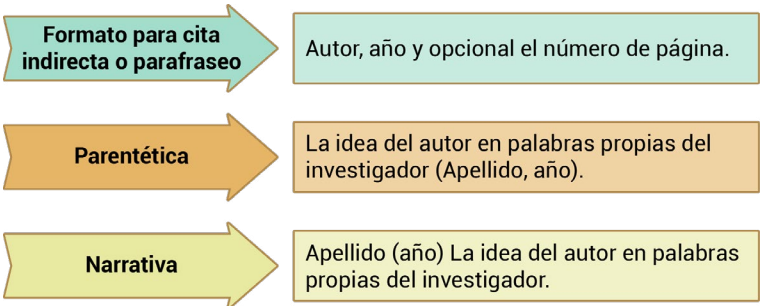 Formato para cita
indirecta o parafraseo
Autor, año y opcional el número de página.
Parentética
La idea del autor en palabras propias del
investigador (Apellido, año).
Narrativa
Apellido (año) La idea del autor en palabras
propias del investigador.